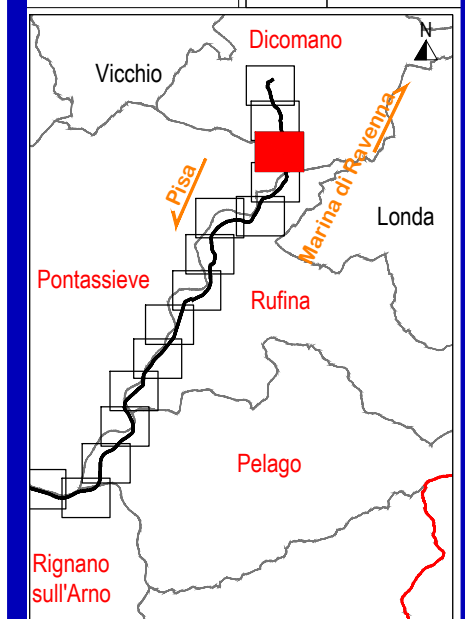 Dicomano
N
Vicchio
Marina di Ravenna
Pisa
Londa
Pontassieve
Rufina
Pelago
Rignano
sull'Arno